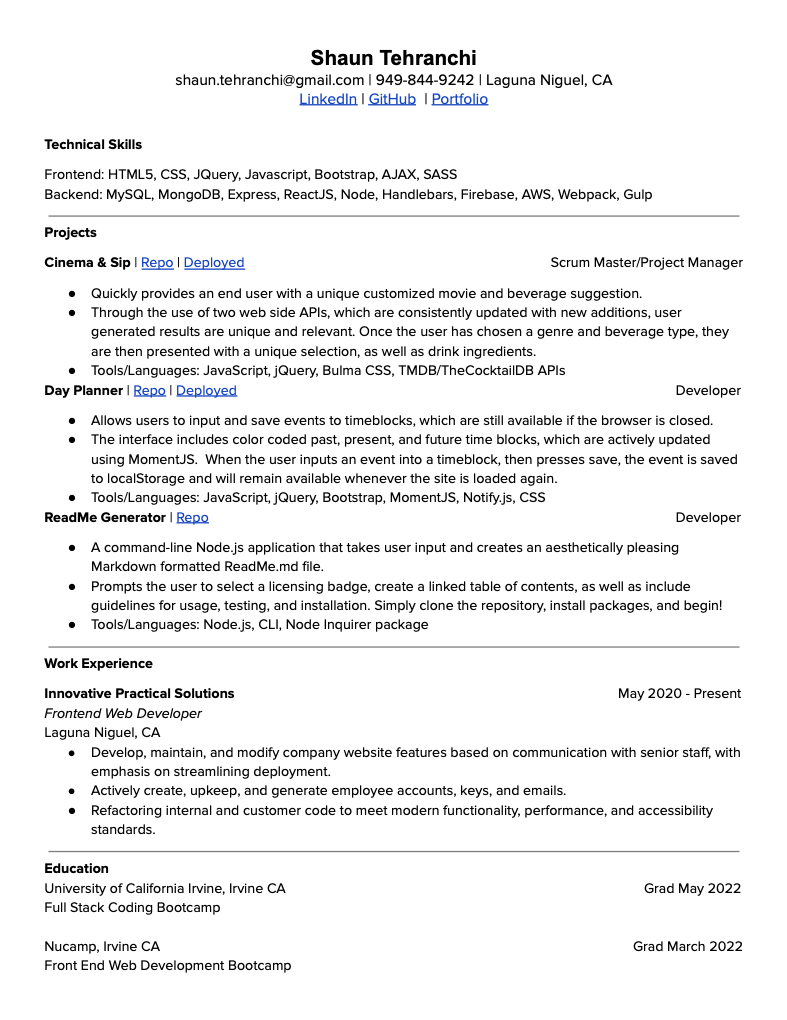 Shaun Tehranchi
shaun.tehranchi@gmail.com | 949-844-9242 | Laguna Niguel, CA
LinkedIn | GitHub | Portfolio
Technical Skills
Frontend: HTML5, CSS, JQuery, Javascript, Bootstrap, AJAX, SASS
Backend: MySQL, MongoDB, Express, ReactJS, Node, Handlebars, Firebase, AWS, Webpack, Gulp
Projects
Cinema & Sip | Repo | Deployed Scrum Master/Project Manager
● Quickly provides an end user with a unique customized movie and beverage suggestion.
● Through the use of two web side APIs, which are consistently updated with new additions, user
generated results are unique and relevant. Once the user has chosen a genre and beverage type, they
are then presented with a unique selection, as well as drink ingredients.
● Tools/Languages: JavaScript, jQuery, Bulma CSS, TMDB/TheCocktailDB APIs
Day Planner | Repo | Deployed Developer
● Allows users to input and save events to timeblocks, which are still available if the browser is closed.
● The interface includes color coded past, present, and future time blocks, which are actively updated
using MomentJS. When the user inputs an event into a timeblock, then presses save, the event is saved
to localStorage and will remain available whenever the site is loaded again.
● Tools/Languages: JavaScript, jQuery, Bootstrap, MomentJS, Notify.js, CSS
ReadMe Generator | Repo Developer
● A command-line Node.js application that takes user input and creates an aesthetically pleasing
Markdown formatted ReadMe.md file.
● Prompts the user to select a licensing badge, create a linked table of contents, as well as include
guidelines for usage, testing, and installation. Simply clone the repository, install packages, and begin!
● Tools/Languages: Node.js, CLI, Node Inquirer package
Work Experience
Innovative Practical Solutions May 2020 - Present
Frontend Web Developer
Laguna Niguel, CA
● Develop, maintain, and modify company website features based on communication with senior staff, with
emphasis on streamlining deployment.
● Actively create, upkeep, and generate employee accounts, keys, and emails.
● Refactoring internal and customer code to meet modern functionality, performance, and accessibility
standards.
Education
University of California Irvine, Irvine CA Grad May 2022
Full Stack Coding Bootcamp
Nucamp, Irvine CA Grad March 2022
Front End Web Development Bootcamp